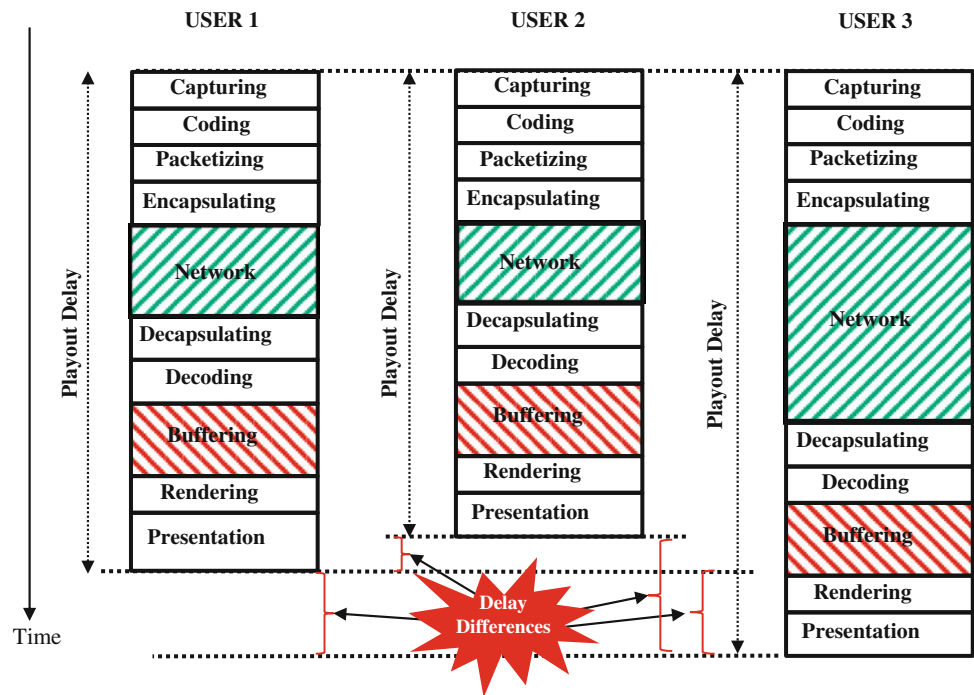 USER 1
USER 2
USER 3
Time
Playout Delay
Capturing
Coding
Packetizing
Encapsulating
Network
Decapsulating
Decoding
Buffering
Rendering
Presentation
Playout Delay
Capturing
Coding
Packetizing
Encapsulating
Network
Decapsulating
Decoding
Buffering
Rendering
Presentation
Playout Delay
Capturing
Coding
Packetizing
Encapsulating
Network
Decapsulating
Decoding
Buffering
Rendering
Presentation
Delay
Differences